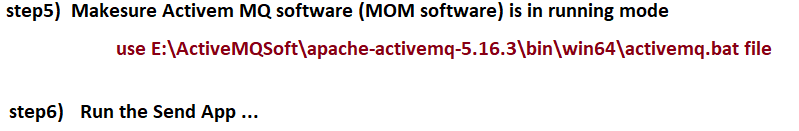 step5) Makesure Activem MQ software (MOM software) is in running mode
use E:\ActiveMQSoft\apache-activemq-5.16.3\bin\win64\activemq.bat file
step6) Run the Send App ...